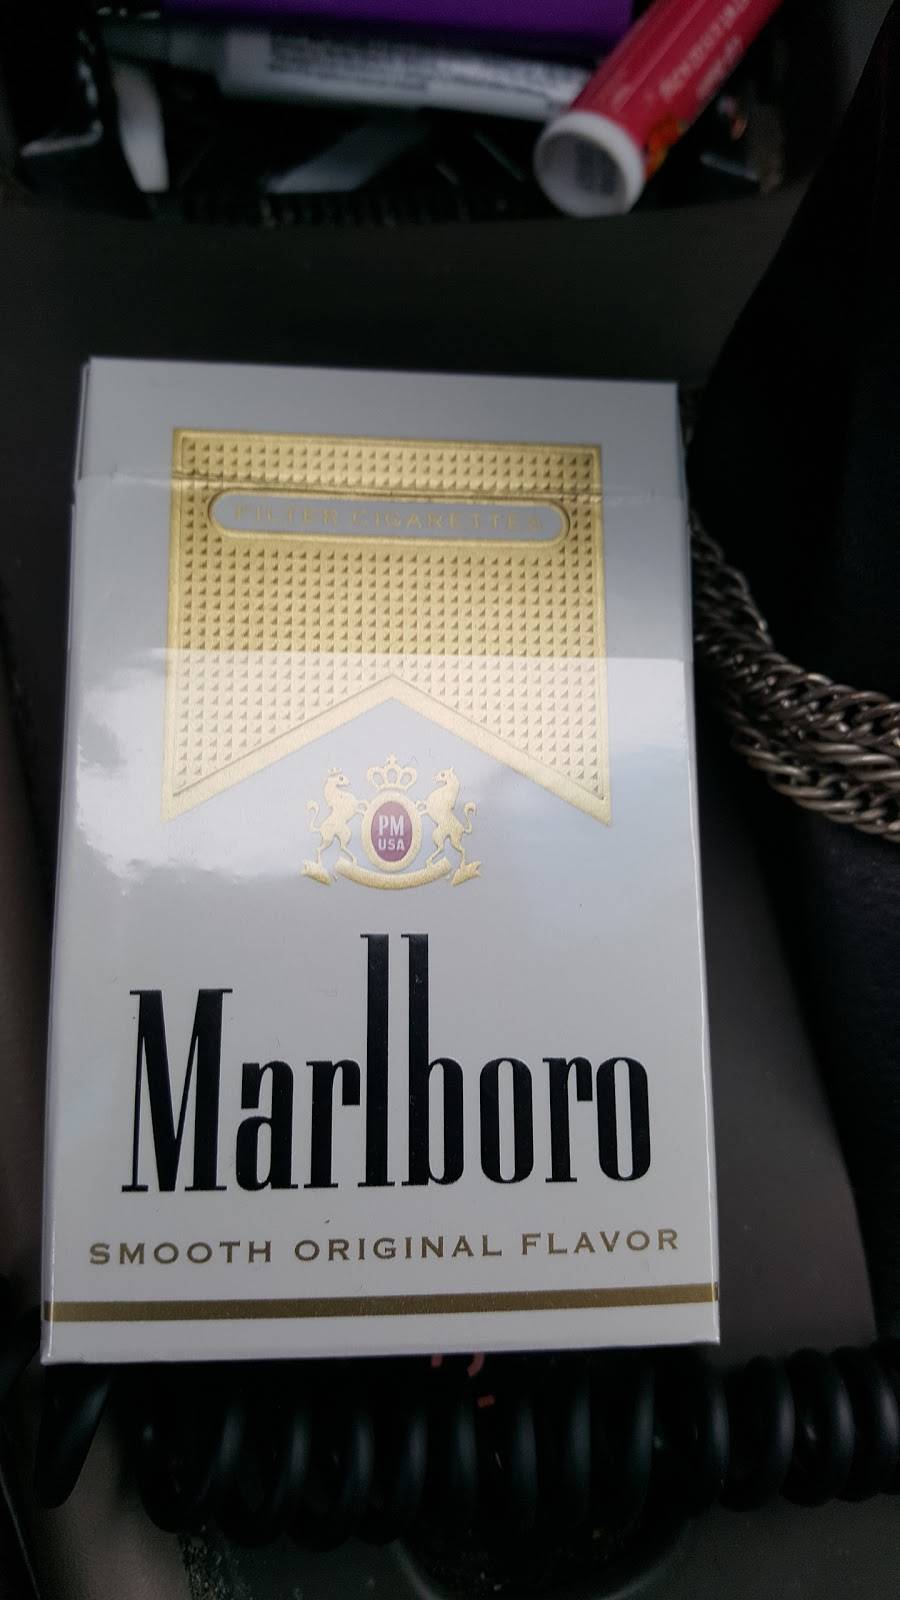 FILTER CIGARETTES
PM
USA
Marlboro
SMOOTH ORIGINAL FLAVOR